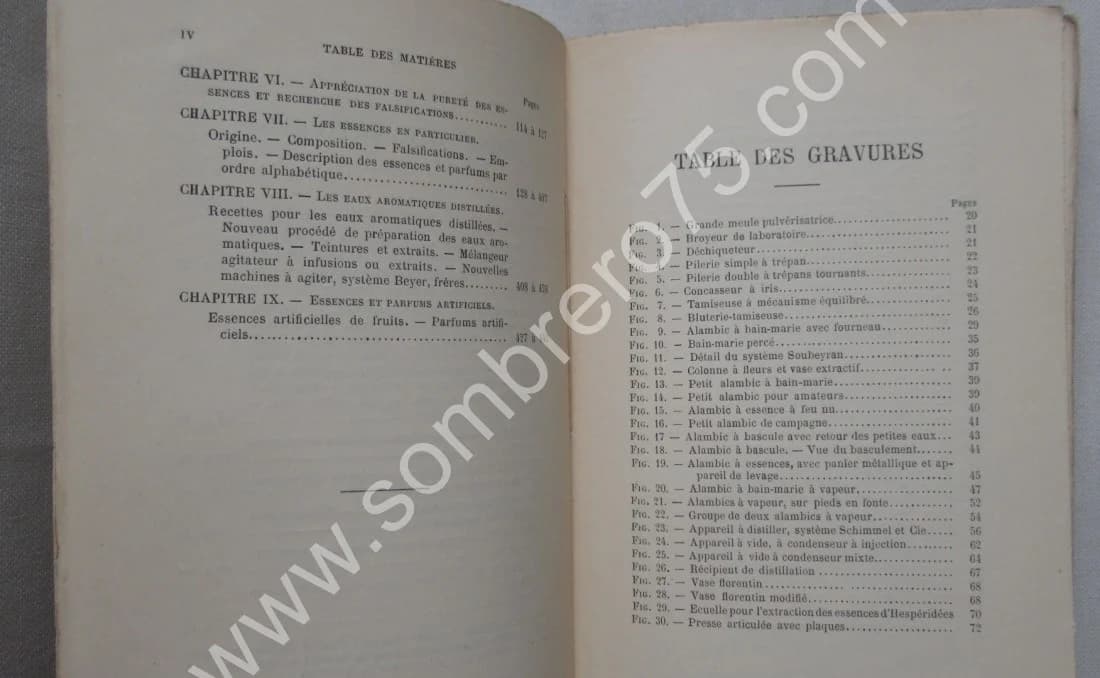 IV
TABLE DES MATIÈRES
Pages
CHAPITRE VI. — Appréciation de la pureté des es-
sences et recherche des falsifications........... 114 à 127
CHAPITRE VII. — Les essences en particulier.
Origine. — Composition. — Falsifications. — Em-
plois. — Description des essences et parfums par
ordre alphabétique............................ 128 à 407
CHAPITRE VIII. — Les eaux aromatiques distillées.
Recettes pour les eaux aromatiques distillées. —
Nouveau procédé de préparation des eaux aro-
matiques. — Teintures et extraits. — Mélangeur
agitateur à infusions ou extraits. — Nouvelles
machines à agiter, système Beyer, frères......... 408 à
CHAPITRE IX. — Essences et parfums artificiels.
Essences artificielles de fruits. — Parfums artifi-
ciels.......................................... 427 à
TABLE DES GRAVURES
Pages
Fig. 1. — Grande meule pulvérisatrice................ 20
Fig. 2. — Broyeur de laboratoire................ 21
Fig. 3. — Déchiqueteur................ 21
Fig. 4. — Pilerie simple à trépan................ 22
Fig. 5. — Pilerie double à trépans tournants............ 23
Fig. 6. — Concasseur à iris................ 24
Fig. 7. — Tamiseuse à mécanisme équilibré............ 25
Fig. 8. — Bluterie-tamiseuse................ 26
Fig. 9. — Alambic à bain-marie avec fourneau.......... 29
Fig. 10. — Bain-marie percé................ 35
Fig. 11. — Détail du système Soubeyran................ 36
Fig. 12. — Colonne à fleurs et vase extractif............ 37
Fig. 13. — Petit alambic à bain-marie................ 39
Fig. 14. — Petit alambic pour amateurs................ 39
Fig. 15. — Alambic à essence à feu nu................ 40
Fig. 16. — Petit alambic de campagne................ 41
Fig. 17 — Alambic à bascule avec retour des petites eaux... 43
Fig. 18. — Alambic à bascule. — Vue du basculement...... 44
Fig. 19. — Alambic à essences, avec panier métallique et ap-
pareil de levage................ 45
Fig. 20. — Alambic à bain-marie à vapeur............ 47
Fig. 21. — Alambics à vapeur, sur pieds en fonte.......... 52
Fig. 22. — Groupe de deux alambics à vapeur............ 54
Fig. 23. — Appareil à distiller, système Schimmel et Cie.... 56
Fig. 24. — Appareil à vide, à condenseur à injection........ 62
Fig. 25. — Appareil à vide à condenseur mixte............ 64
Fig. 26. — Récipient de distillation................ 67
Fig. 27. — Vase florentin................ 68
Fig. 28. — Vase florentin modifié................ 68
Fig. 29. — Ecuelle pour l'extraction des essences d'Hespéridées 70
Fig. 30. — Presse articulée avec plaques................ 72
www.sombrero75.com